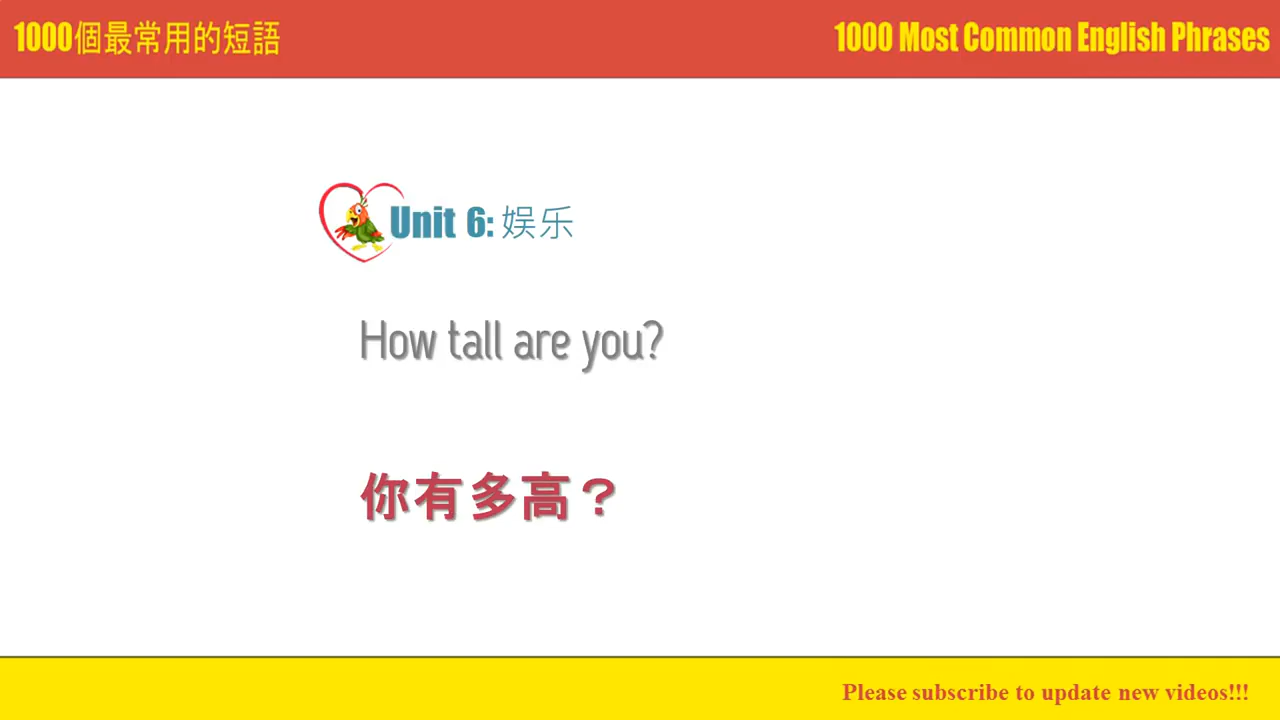 1000個最常用的短語
1000 Most Common English Phrases
Unit 6: 娱乐
How tall are you?
你有多高？
Please subscribe to update new videos!!!